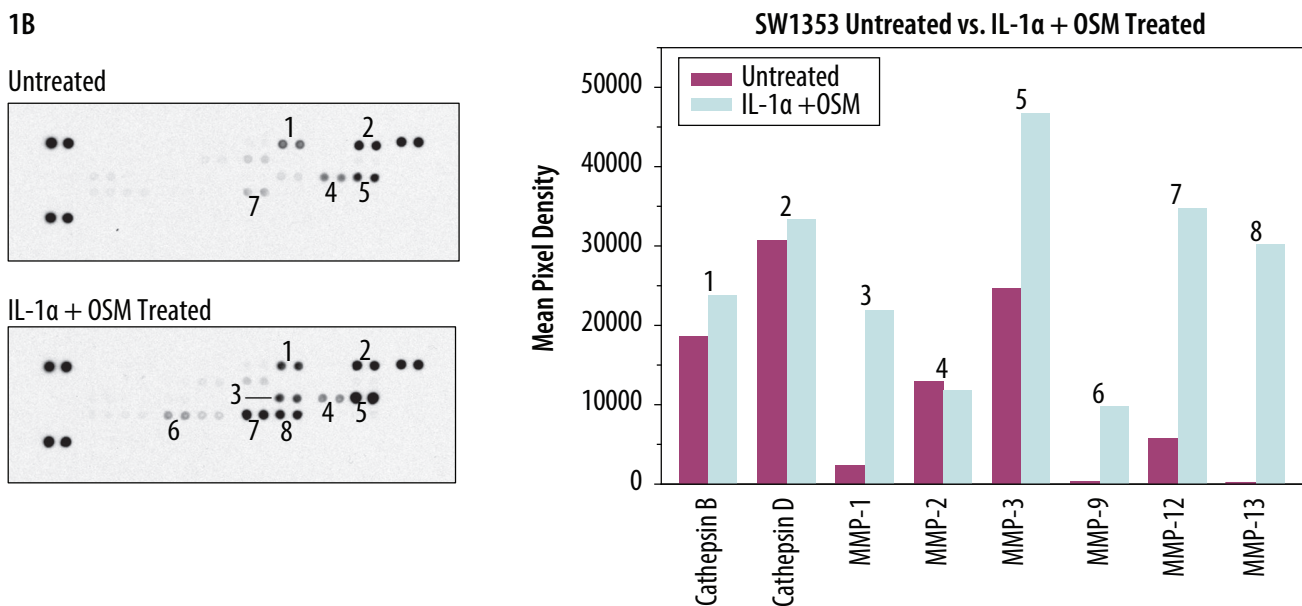 1B
Untreated
1
2
4
5
7
IL-1α + OSM Treated
1
2
3
4
5
6
7
8
SW1353 Untreated vs. IL-1α + OSM Treated
Untreated
IL-1α +OSM
Mean Pixel Density
50000
40000
30000
20000
10000
0
1
2
3
4
5
6
7
8
Cathepsin B
Cathepsin D
MMP-1
MMP-2
MMP-3
MMP-9
MMP-12
MMP-13